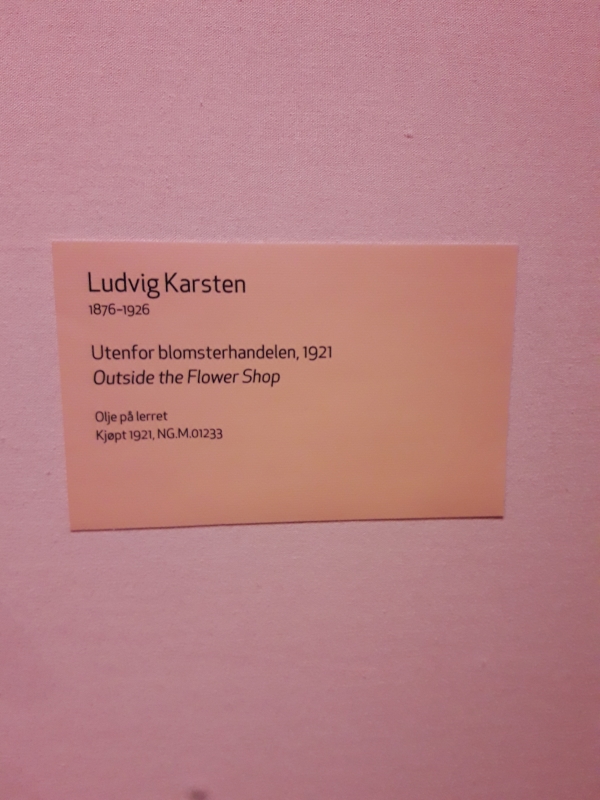 Ludvig Karsten
1876–1926
Utenfor blomsterhandelen, 1921
Outside the Flower Shop
Olje på lerret
Kjøpt 1921, NG.M.01233